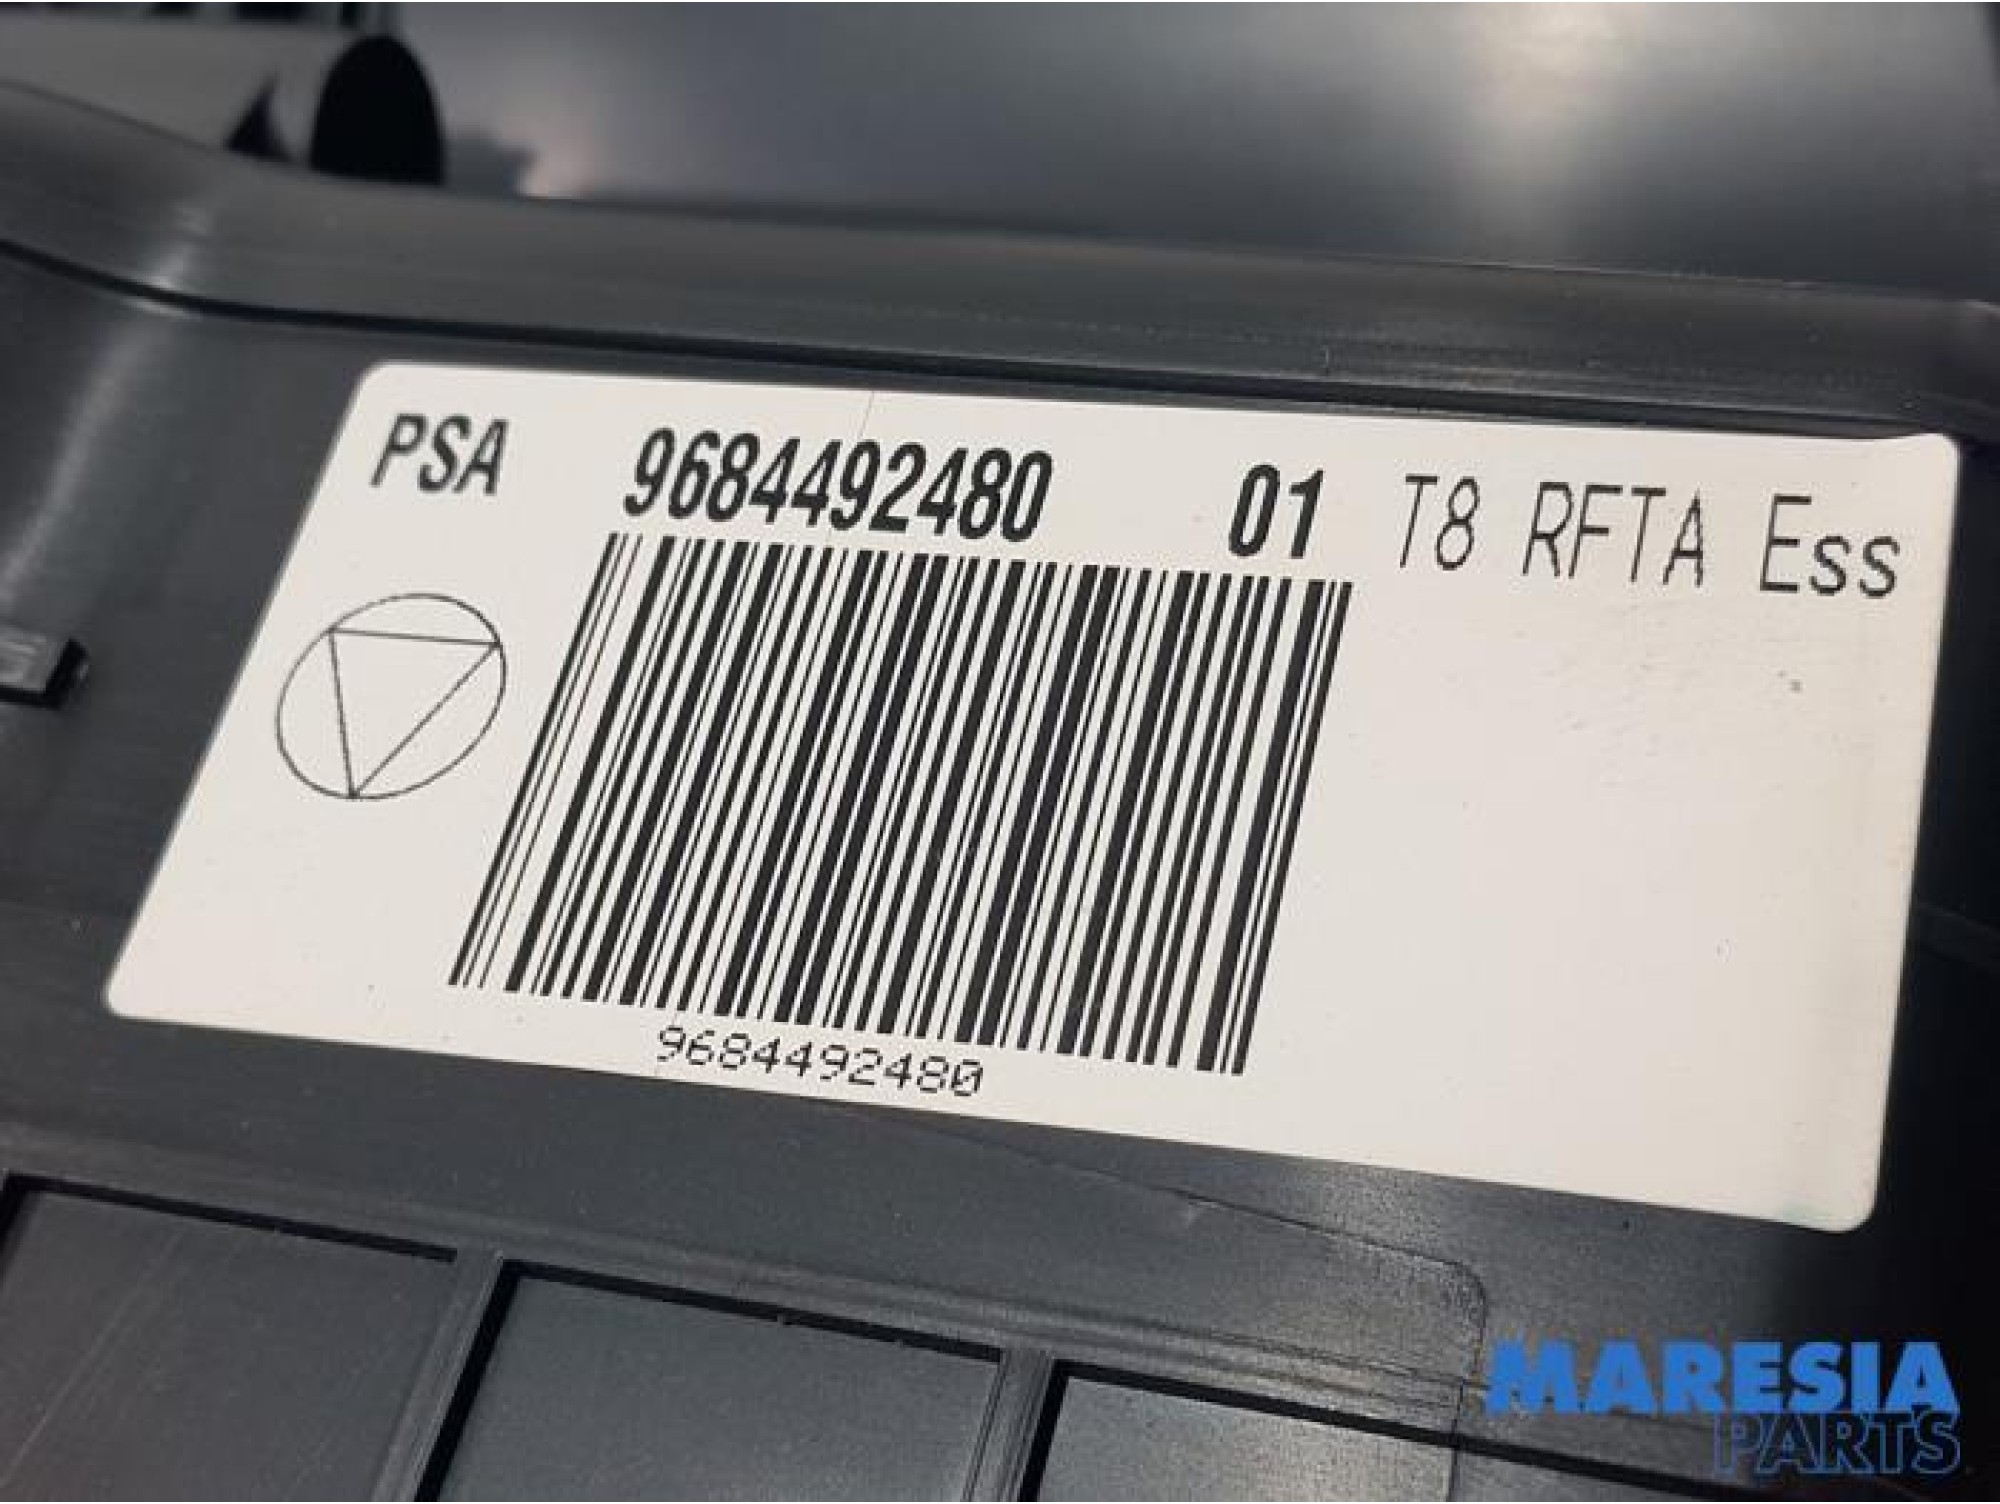 PSA 9684492480 01 T8 RFTA Ess
9684492480
MARESIA
PARTS